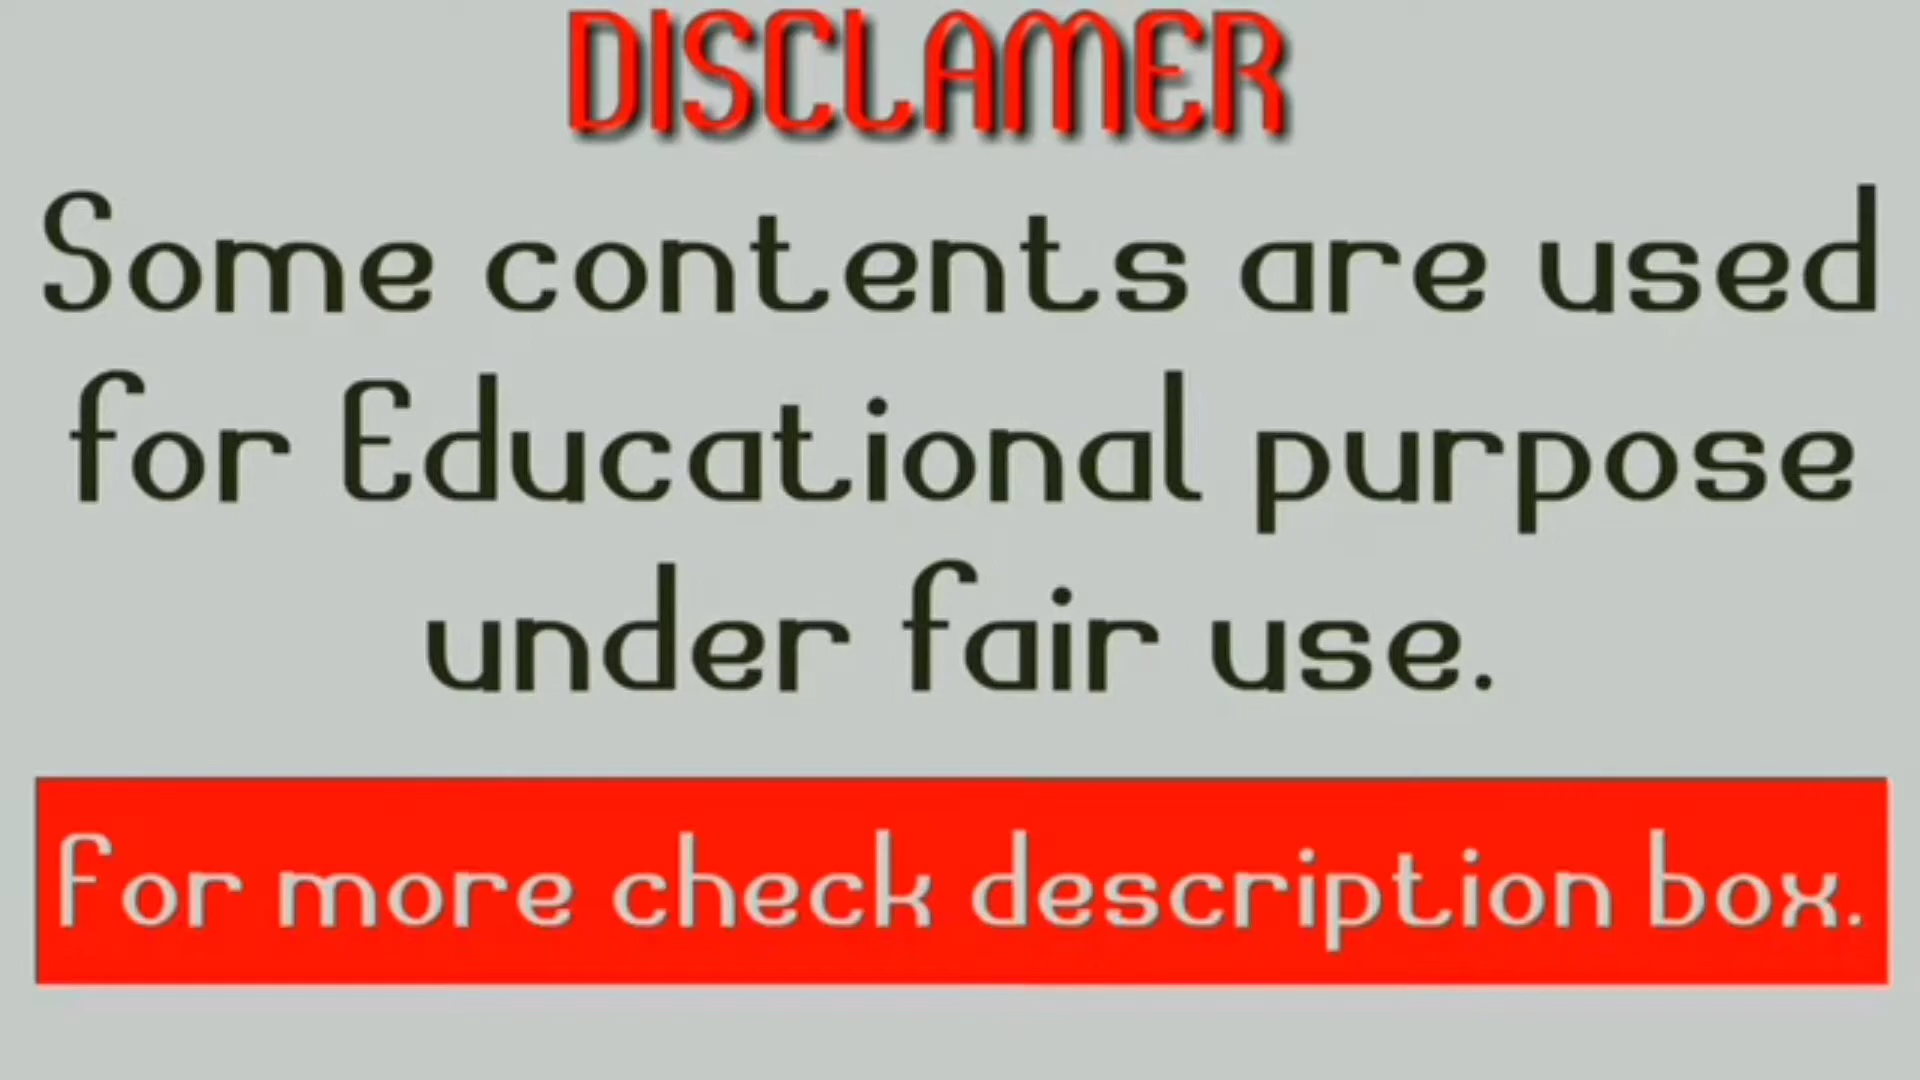 DISCLAMER
Some contents are used
for Educational purpose
under fair use.
For more check description box.